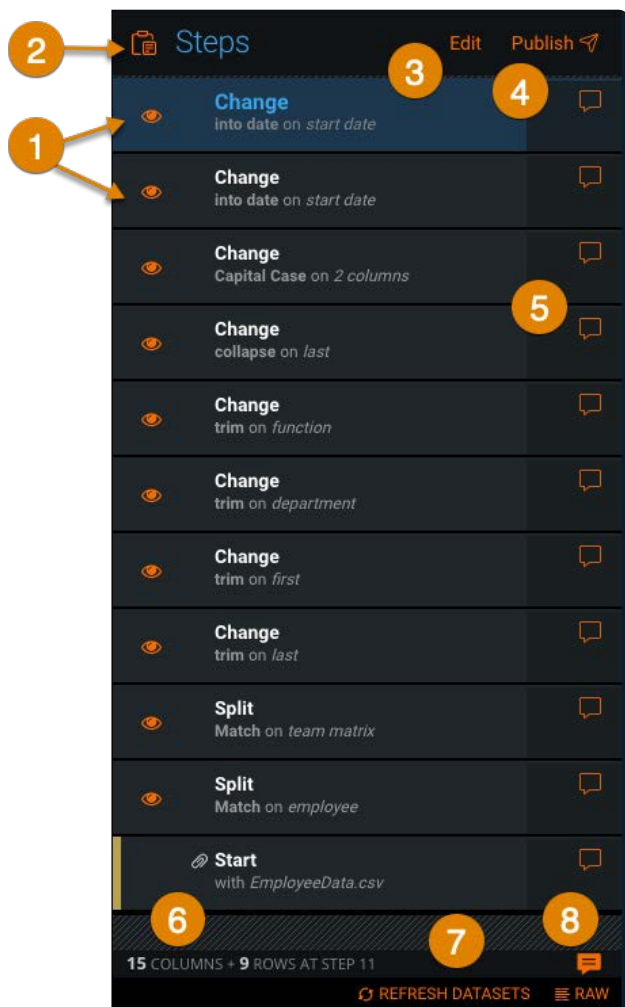 2
Steps
Edit
Publish
3
4
1
Change
into date on start date
Change
into date on start date
Change
Capital Case on 2 columns
5
Change
collapse on last
Change
trim on function
Change
trim on department
Change
trim on first
Change
trim on last
Split
Match on team matrix
Split
Match on employee
Start
with EmployeeData.csv
6
7
8
15 COLUMNS + 9 ROWS AT STEP 11
REFRESH DATASETS
RAW